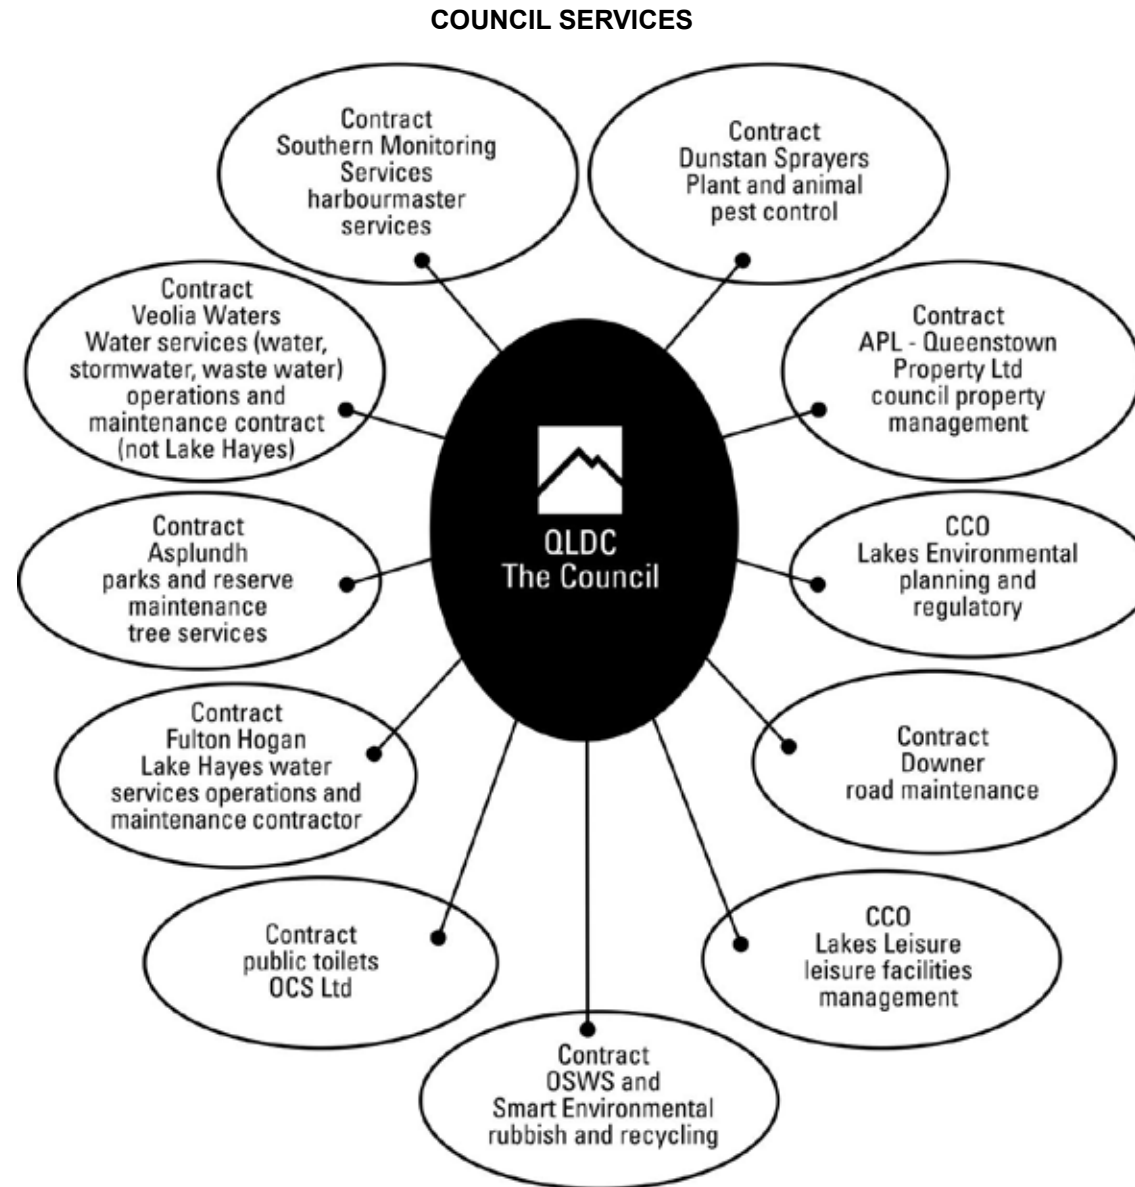 COUNCIL SERVICES
Contract
Southern Monitoring
Services
harbourmaster
services
Contract
Dunstan Sprayers
Plant and animal
pest control
Contract
Veolia Waters
Water services (water,
stormwater, waste water)
operations and
maintenance contract
(not Lake Hayes)
Contract
APL - Queenstown
Property Ltd
council property
management
QLDC
The Council
Contract
Asplundh
parks and reserve
maintenance
tree services
CCO
Lakes Environmental
planning and
regulatory
Contract
Fulton Hogan
Lake Hayes water
services operations and
maintenance contractor
Contract
Downer
road maintenance
Contract
public toilets
OCS Ltd
CCO
Lakes Leisure
leisure facilities
management
Contract
OSWS and
Smart Environmental
rubbish and recycling